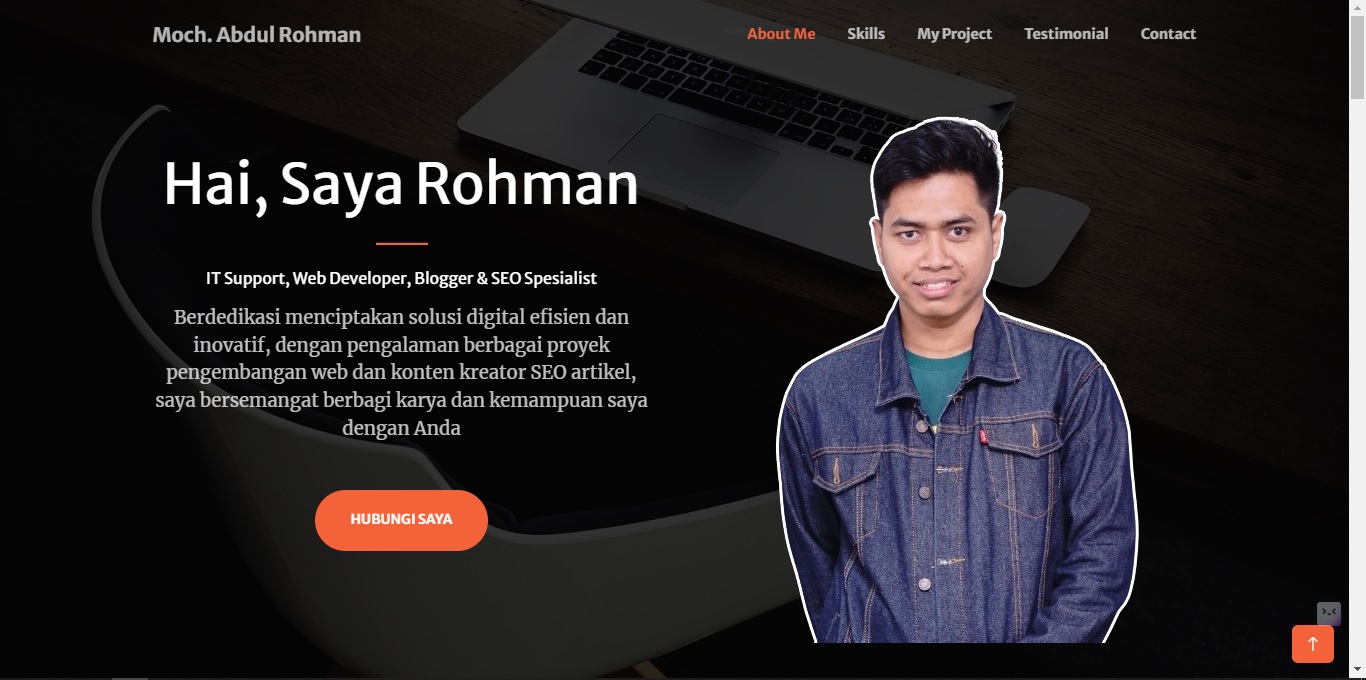 Moch. Abdul Rohman
About Me Skills My Project Testimonial Contact
Hai, Saya Rohman
IT Support, Web Developer, Blogger & SEO Spesialist
Berdedikasi menciptakan solusi digital efisien dan
inovatif, dengan pengalaman berbagai proyek
pengembangan web dan konten kreator SEO artikel,
saya bersemangat berbagi karya dan kemampuan saya
dengan Anda
HUBUNGI SAYA